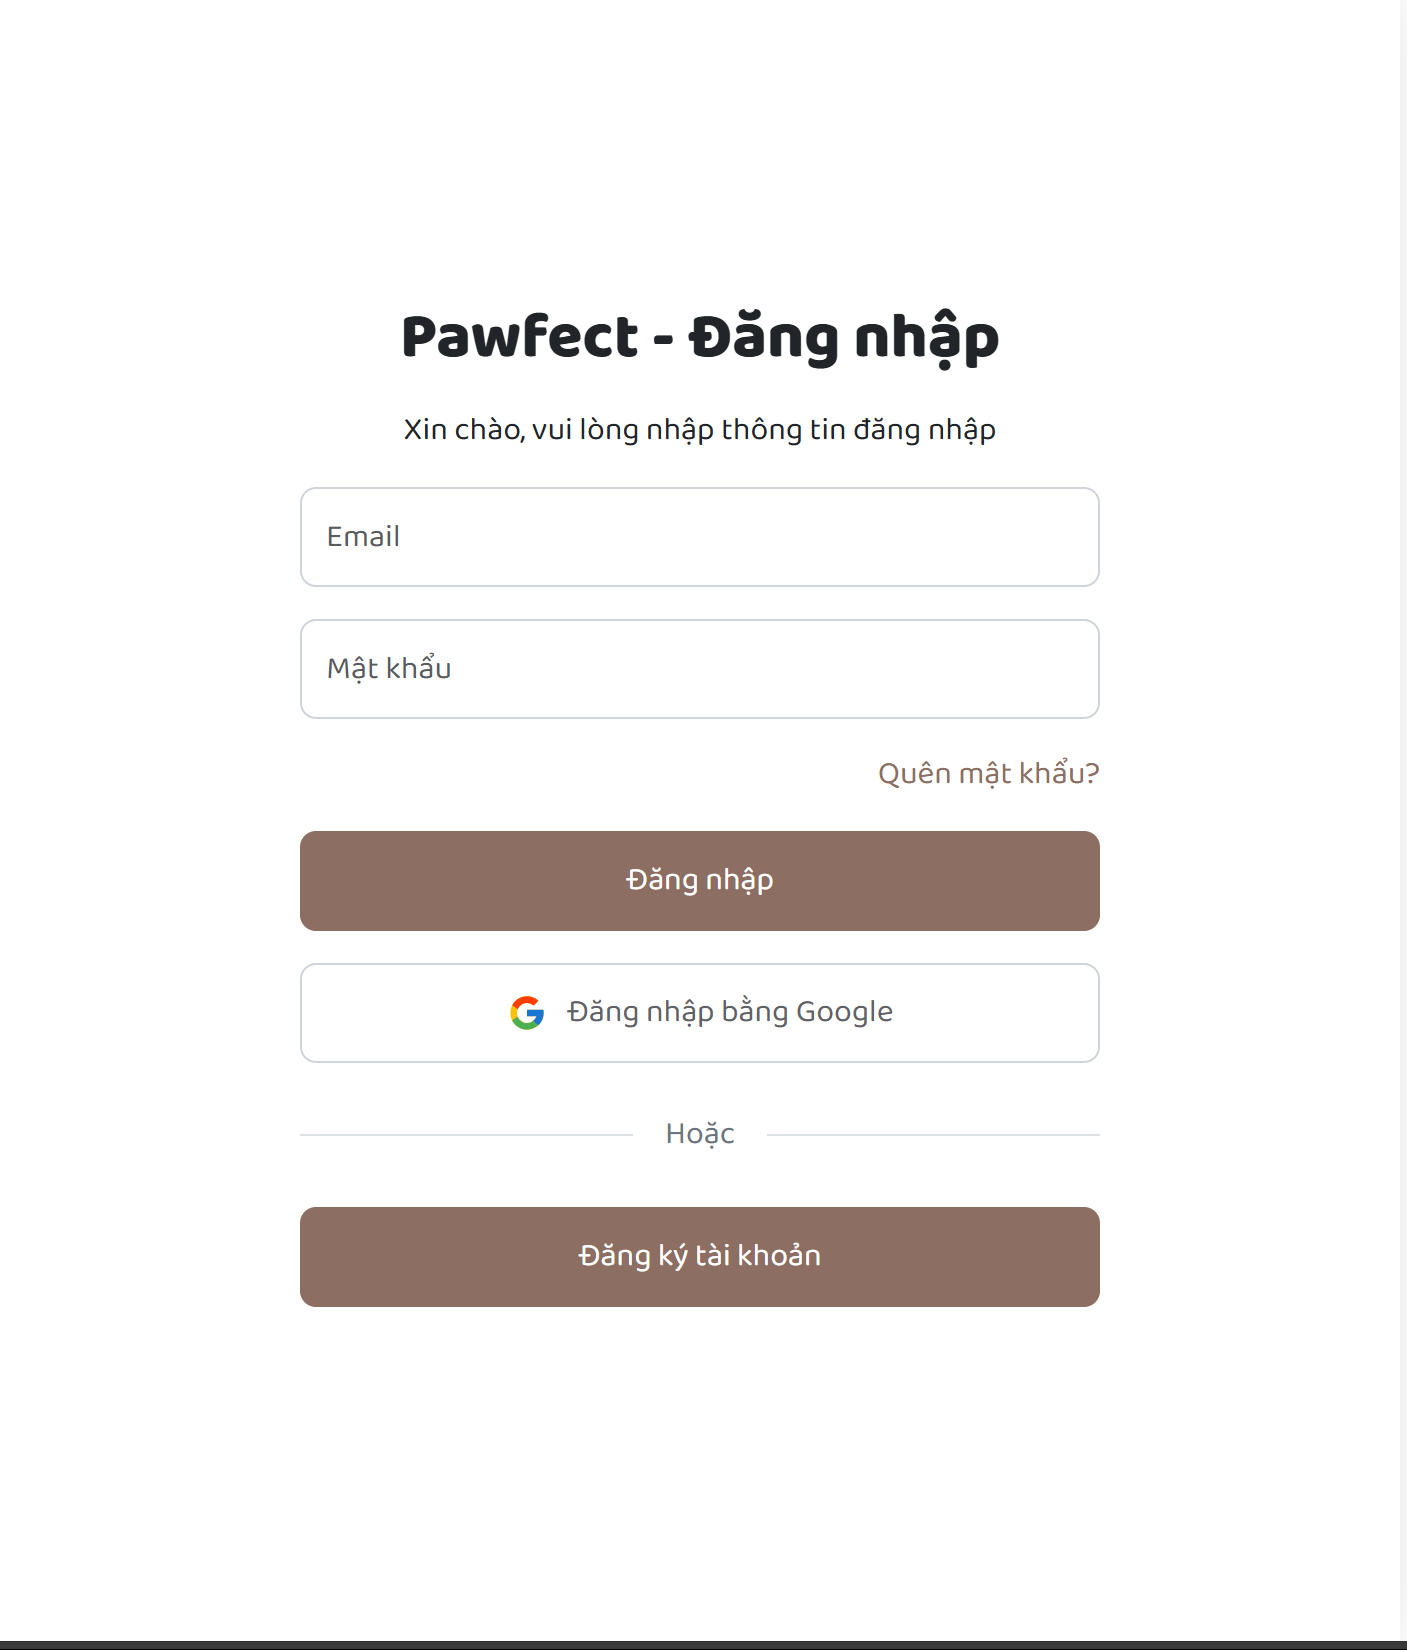 Pawfect - Đăng nhập
Xin chào, vui lòng nhập thông tin đăng nhập
Email
Mật khẩu
Quên mật khẩu?
Đăng nhập
Đăng nhập bằng Google
Hoặc
Đăng ký tài khoản